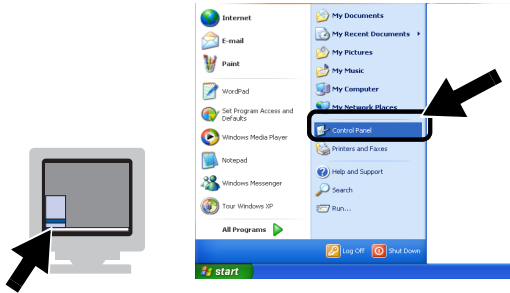 Internet
E-mail
Paint
WordPad
Set Program Access and
Defaults
Windows Media Player
Notepad
Windows Messenger
Tour Windows XP
All Programs
My Documents
My Recent Documents
My Pictures
My Music
My Computer
My Network Places
Control Panel
Printers and Faxes
Help and Support
Search
Run...
Log Off
Shut Down
start